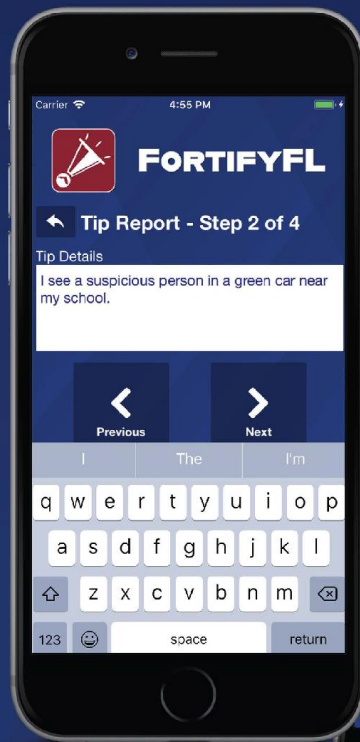 Carrier 4:55 PM
FORTIFYFL
Tip Report - Step 2 of 4
Tip Details
I see a suspicious person in a green car near
my school.
Previous Next
I The I'm
q w e r t y u i o p
a s d f g h j k l
z x c v b n m
123 space return